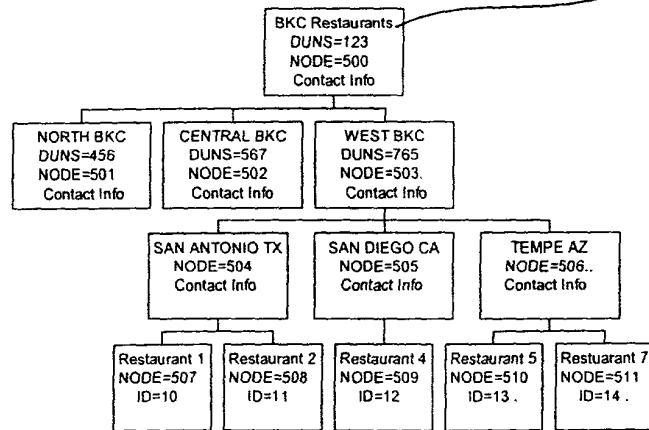 BKC Restaurants
DUNS=123
NODE=500
Contact Info
NORTH BKC
DUNS=456
NODE=501
Contact Info
CENTRAL BKC
DUNS=567
NODE=502
Contact Info
WEST BKC
DUNS=765
NODE=503.
Contact Info
SAN ANTONIO TX
NODE=504
Contact Info
SAN DIEGO CA
NODE=505
Contact Info
TEMPE AZ
NODE=506..
Contact Info
Restaurant 1
NODE=507
ID=10
Restaurant 2
NODE=508
ID=11
Restaurant 4
NODE=509
ID=12
Restaurant 5
NODE=510
ID=13 .
Restuarant 7
NODE=511
ID=14 .